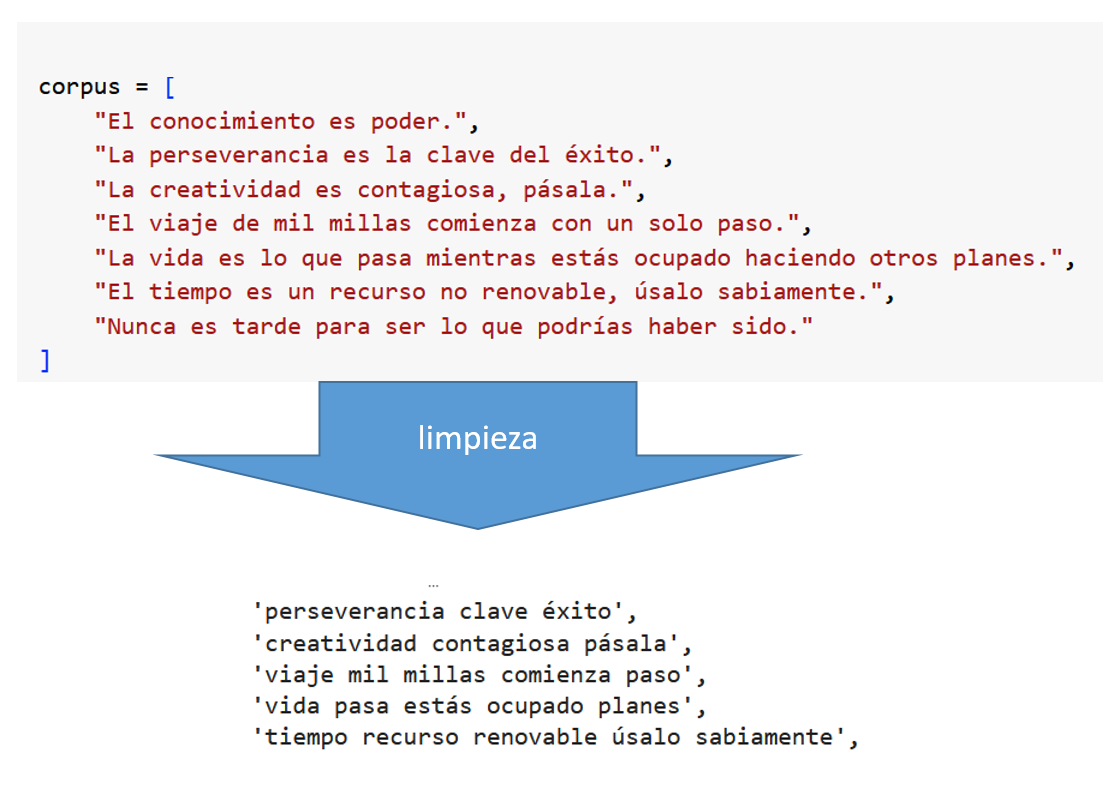 corpus = [
"El conocimiento es poder.",
"La perseverancia es la clave del éxito.",
"La creatividad es contagiosa, pásala.",
"El viaje de mil millas comienza con un solo paso.",
"La vida es lo que pasa mientras estás ocupado haciendo otros planes.",
"El tiempo es un recurso no renovable, úsalo sabiamente.",
"Nunca es tarde para ser lo que podrías haber sido."
]
limpieza
...
'perseverancia clave éxito',
'creatividad contagiosa pásala',
'viaje mil millas comienza paso',
'vida pasa estás ocupado planes',
'tiempo recurso renovable úsalo sabiamente',